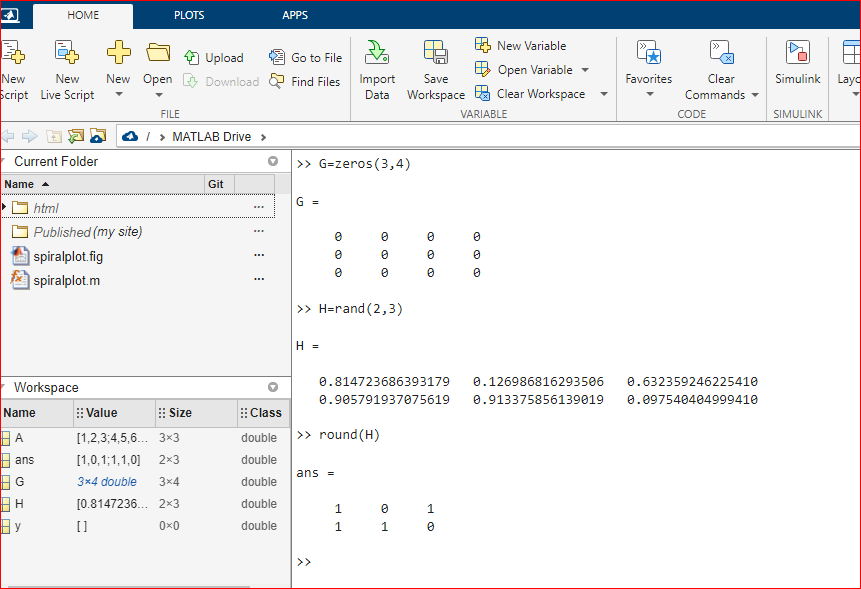 HOME PLOTS APPS
New Script
New Live Script
New
Open
Upload
Download
Go to File
Find Files
FILE
Import Data
Save Workspace
New Variable
Open Variable
Clear Workspace
VARIABLE
Favorites
Clear Commands
CODE
Simulink
SIMULINK
Layo
/ > MATLAB Drive >
Current Folder
Name Git
html ...
Published (my site) ...
spiralplot.fig ...
spiralplot.m ...
Workspace
Name Value Size Class
A [1,2,3;4,5,6... 3×3 double
ans [1,0,1;1,1,0] 2×3 double
G 3×4 double 3×4 double
H [0.8147236... 2×3 double
y [ ] 0×0 double
>> G=zeros(3,4)
G =
0 0 0 0
0 0 0 0
0 0 0 0
>> H=rand(2,3)
H =
0.814723686393179 0.126986816293506 0.632359246225410
0.905791937075619 0.913375856139019 0.097540404999410
>> round(H)
ans =
1 0 1
1 1 0
>>